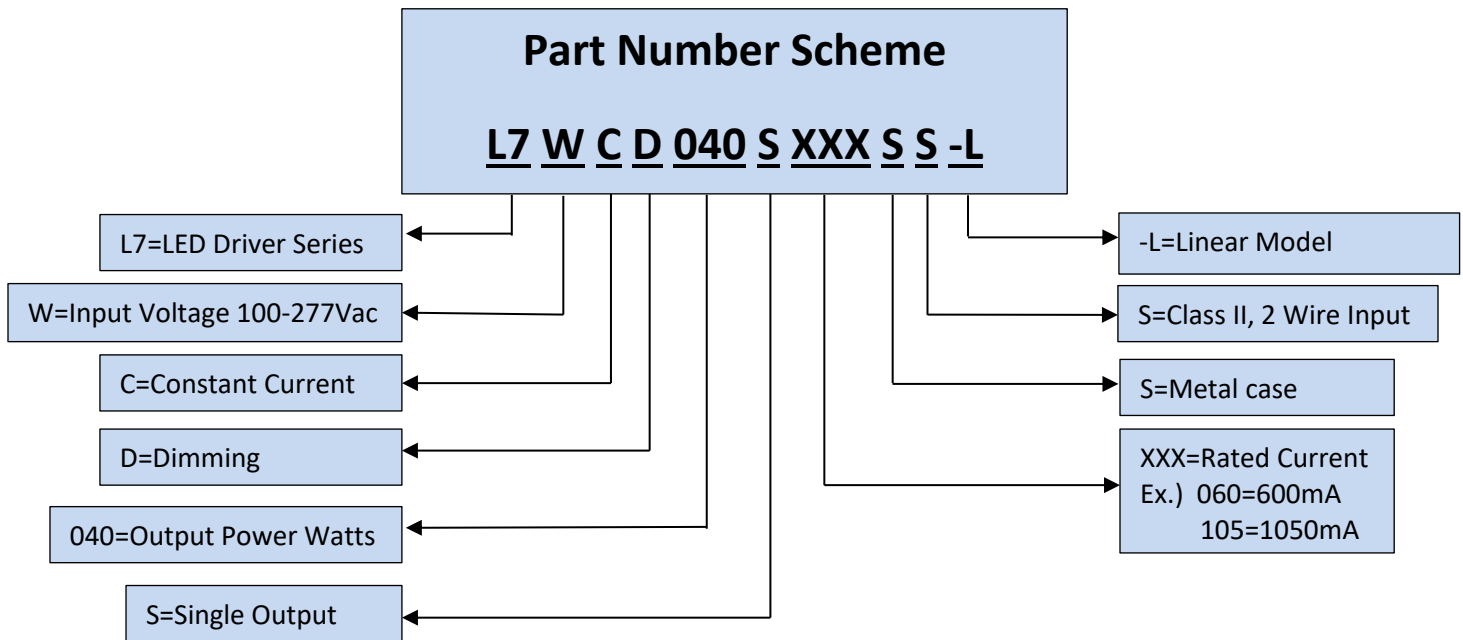 Part Number Scheme
L7 W C D 040 S XXX S S -L
L7=LED Driver Series
W=Input Voltage 100-277Vac
C=Constant Current
D=Dimming
040=Output Power Watts
S=Single Output
-L=Linear Model
S=Class II, 2 Wire Input
S=Metal case
XXX=Rated Current
Ex.) 060=600mA
105=1050mA